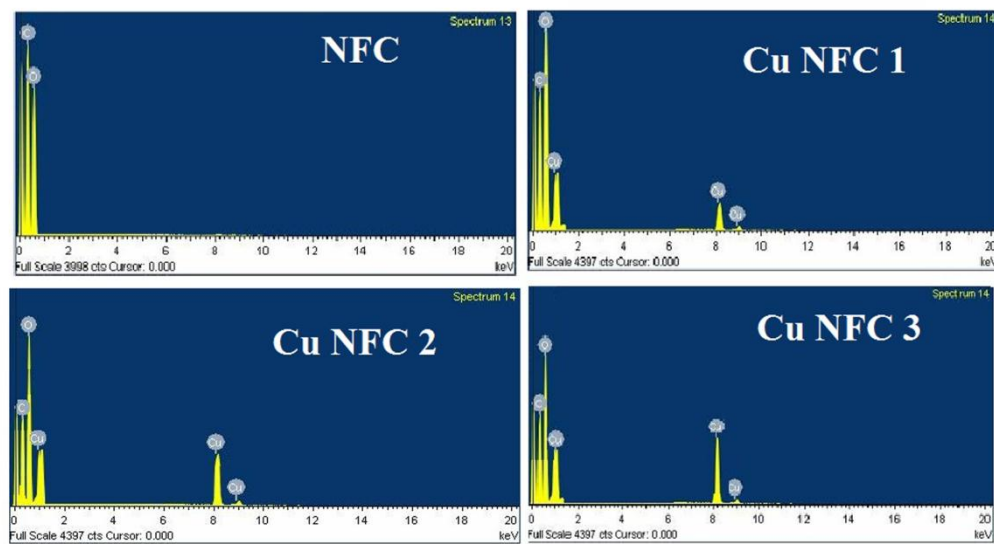 Spectrum 13
NFC
C
O
0 2 4 6 8 10 12 14 16 18 20
Full Scale 3998 cts Cursor: 0.000 keV
Spectrum 14
Cu NFC 1
O
C
Cu
Cu
Cu
0 2 4 6 8 10 12 14 16 18 20
Full Scale 4397 cts Cursor: 0.000 keV
Spectrum 14
Cu NFC 2
O
C
Cu
Cu
Cu
0 2 4 6 8 10 12 14 16 18 20
Full Scale 4397 cts Cursor: 0.000 keV
Spectrum 14
Cu NFC 3
O
C
Cu
Cu
Cu
0 2 4 6 8 10 12 14 16 18 20
Full Scale 4397 cts Cursor: 0.000 keV